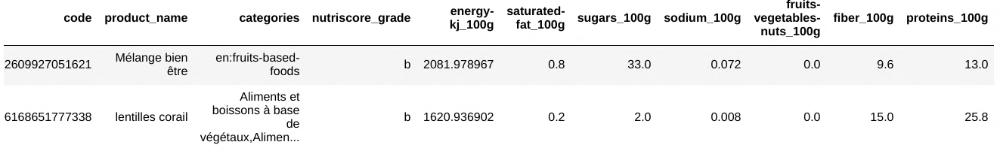 code product_name categories nutriscore_grade energy-kj_100g saturated-fat_100g sugars_100g sodium_100g fruits-vegetables-nuts_100g fiber_100g proteins_100g
2609927051621 Mélange bien être en:fruits-based-foods b 2081.978967 0.8 33.0 0.072 0.0 9.6 13.0
6168651777338 lentilles corail Aliments et boissons à base de végétaux,Alimen... b 1620.936902 0.2 2.0 0.008 0.0 15.0 25.8